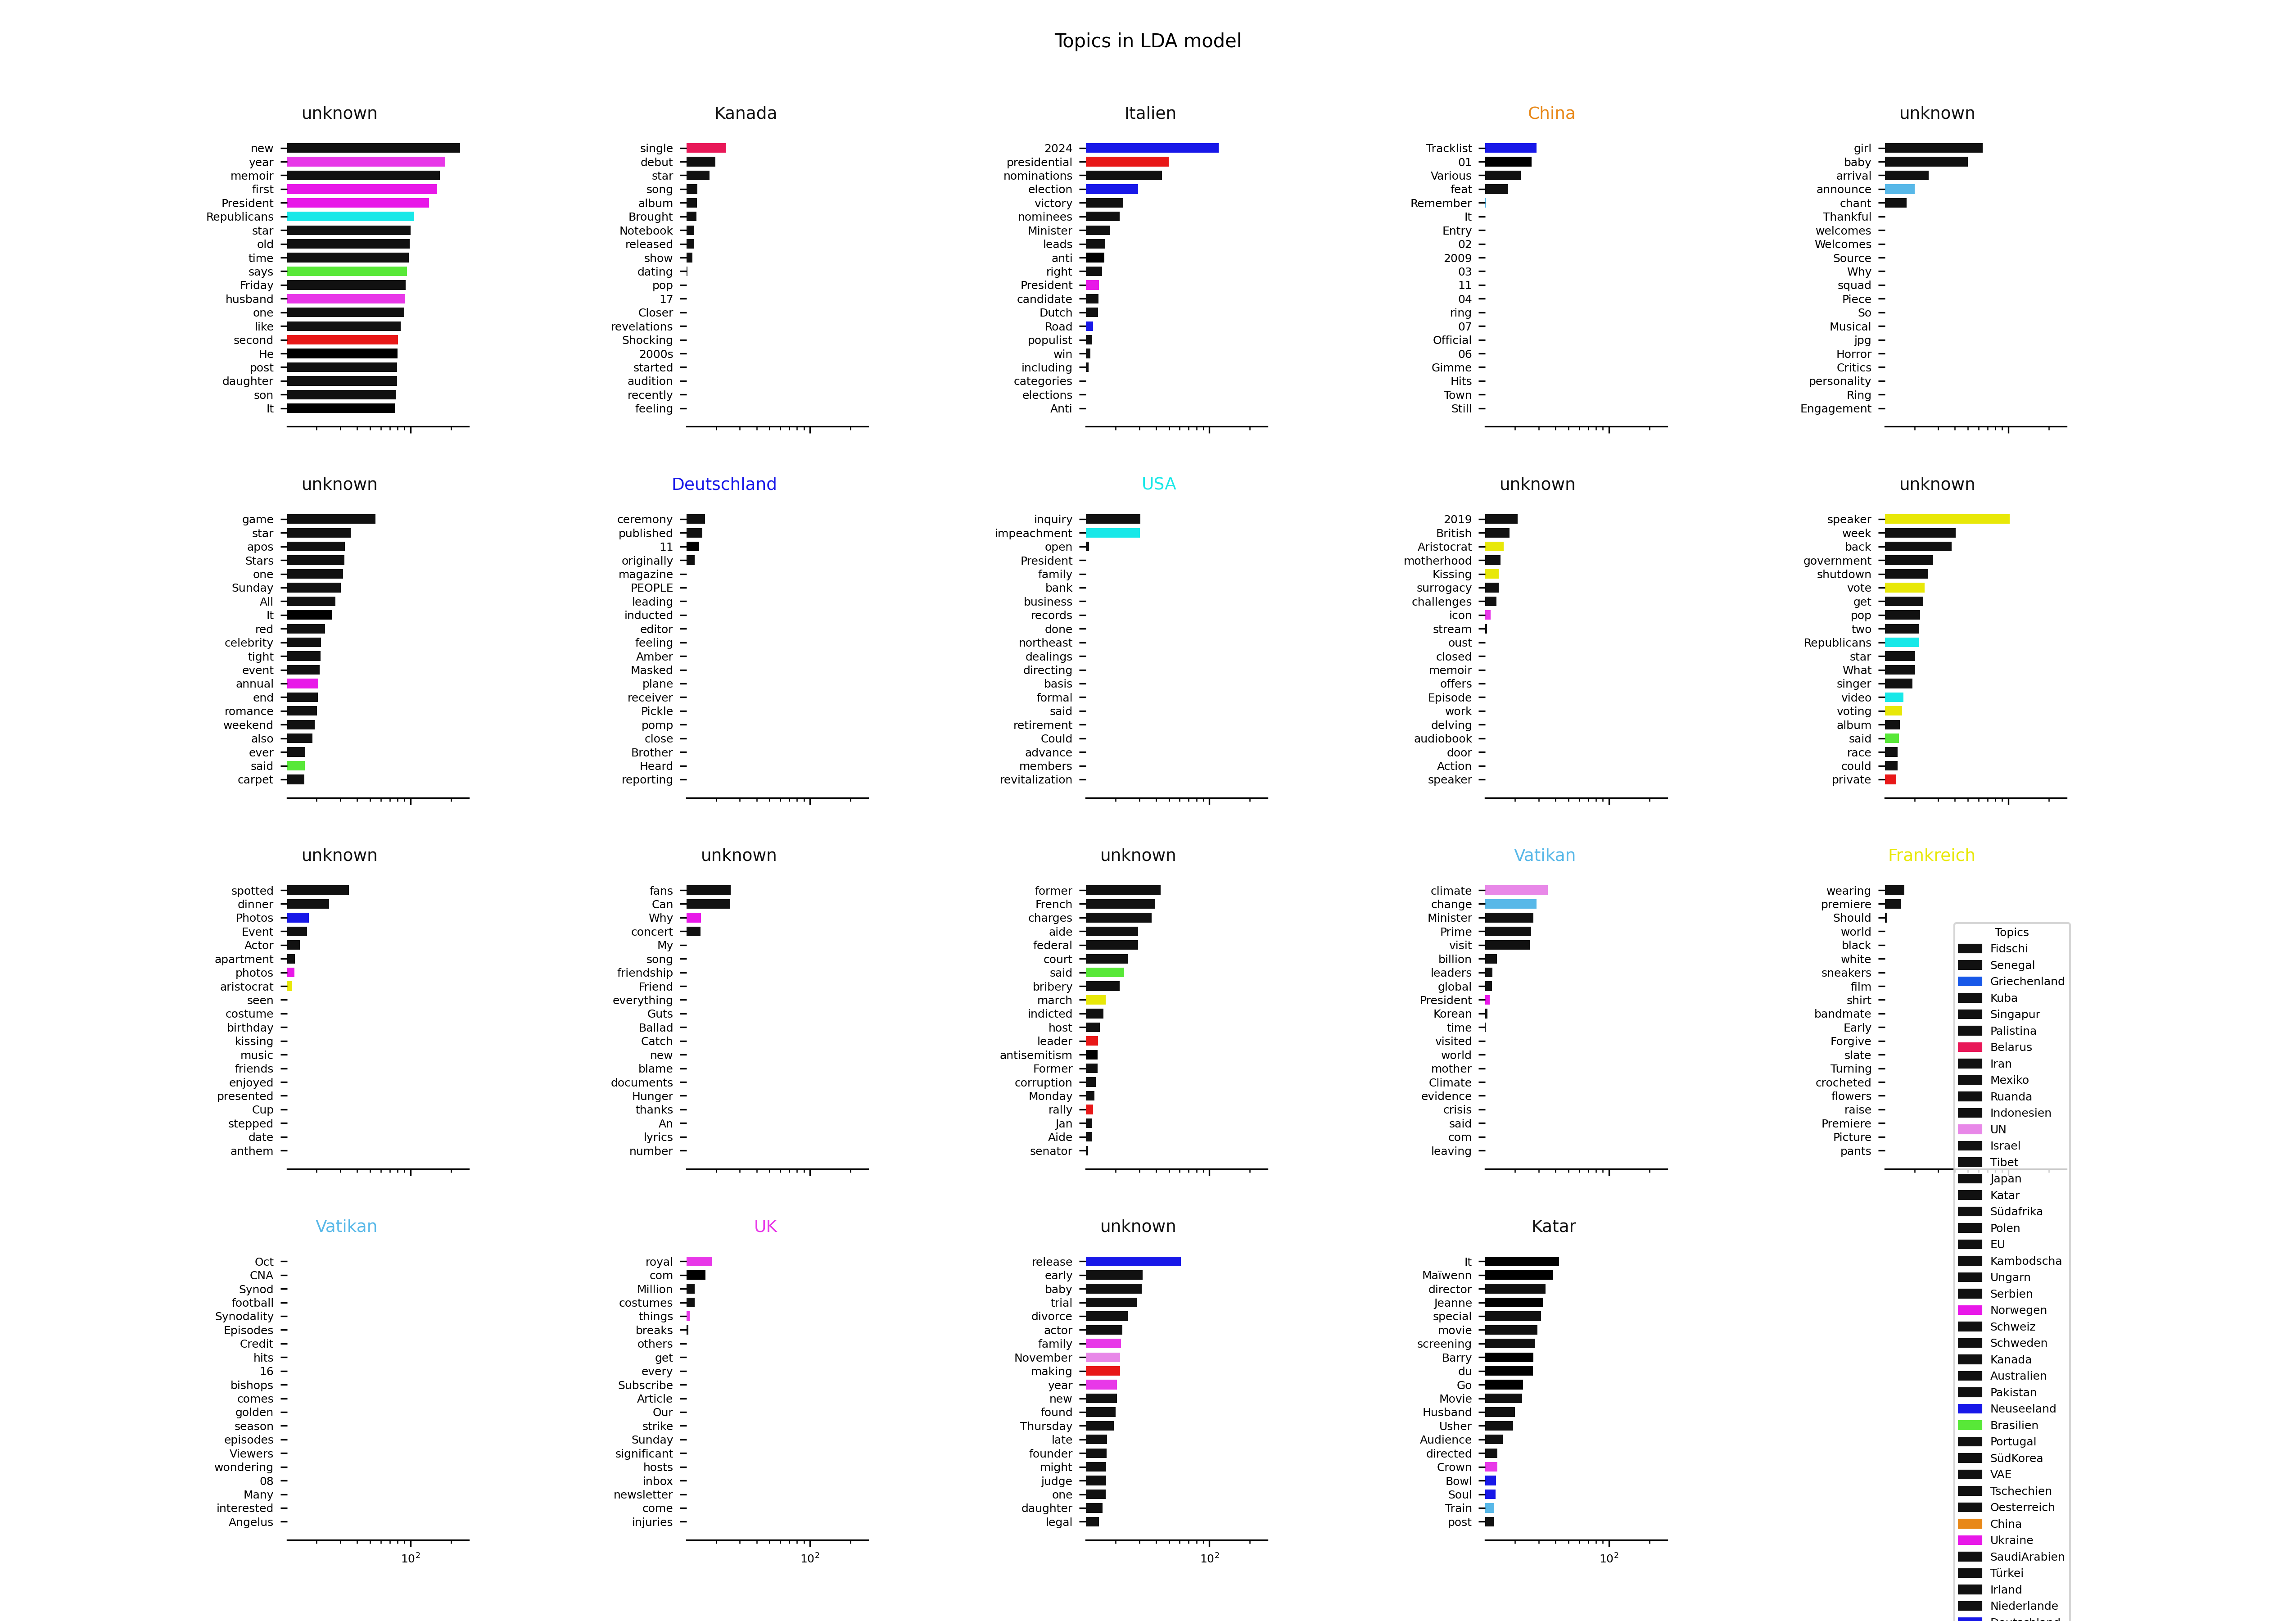 Topics in LDA model
unknown
new
year
memoir
first
President
Republicans
star
old
time
says
Friday
husband
one
like
second
He
post
daughter
son
It
Kanada
single
debut
star
song
album
Brought
Notebook
released
show
dating
pop
17
Closer
revelations
Shocking
2000s
started
audition
recently
feeling
Italien
2024
presidential
nominations
election
victory
nominees
Minister
leads
anti
right
President
candidate
Dutch
Road
populist
win
including
categories
elections
Anti
China
Tracklist
01
Various
feat
Remember
It
Entry
02
2009
03
11
04
ring
07
Official
06
Gimme
Hits
Town
Still
unknown
girl
baby
arrival
announce
chant
Thankful
welcomes
Welcomes
Source
Why
squad
Piece
So
Musical
jpg
Horror
Critics
personality
Ring
Engagement
unknown
game
star
apos
Stars
one
Sunday
All
It
red
celebrity
tight
event
annual
end
romance
weekend
also
ever
said
carpet
Deutschland
ceremony
published
11
originally
magazine
PEOPLE
leading
inducted
editor
feeling
Amber
Masked
plane
receiver
Pickle
pomp
close
Brother
Heard
reporting
USA
inquiry
impeachment
open
President
family
bank
business
records
done
northeast
dealings
directing
basis
formal
said
retirement
Could
advance
members
revitalization
unknown
2019
British
Aristocrat
motherhood
Kissing
surrogacy
challenges
icon
stream
oust
closed
memoir
offers
Episode
work
delving
audiobook
door
Action
speaker
unknown
speaker
week
back
government
shutdown
vote
get
pop
two
Republicans
star
What
singer
video
voting
album
said
race
could
private
unknown
spotted
dinner
Photos
Event
Actor
apartment
photos
aristocrat
seen
costume
birthday
kissing
music
friends
enjoyed
presented
Cup
stepped
date
anthem
unknown
fans
Can
Why
concert
My
song
friendship
Friend
everything
Guts
Ballad
Catch
new
blame
documents
Hunger
thanks
An
lyrics
number
unknown
former
French
charges
aide
federal
court
said
bribery
march
indicted
host
leader
antisemitism
Former
corruption
Monday
rally
Jan
Aide
senator
Vatikan
climate
change
Minister
Prime
visit
billion
leaders
global
President
Korean
time
visited
world
mother
Climate
evidence
crisis
said
com
leaving
Frankreich
wearing
premiere
Should
world
black
white
sneakers
film
shirt
bandmate
Early
Forgive
slate
Turning
crocheted
flowers
raise
Premiere
Picture
pants
Vatikan
Oct
CNA
Synod
football
Synodality
Episodes
Credit
hits
16
bishops
comes
golden
season
episodes
Viewers
wondering
08
Many
interested
Angelus
10²
UK
royal
com
Million
costumes
things
breaks
others
get
every
Subscribe
Article
Our
strike
Sunday
significant
hosts
inbox
newsletter
come
injuries
10²
unknown
release
early
baby
trial
divorce
actor
family
November
making
year
new
found
Thursday
late
founder
might
judge
one
daughter
legal
10²
Katar
It
Maïwenn
director
Jeanne
special
movie
screening
Barry
du
Go
Movie
Husband
Usher
Audience
directed
Crown
Bowl
Soul
Train
post
10²
Topics
Fidschi
Senegal
Griechenland
Kuba
Singapur
Palistina
Belarus
Iran
Mexiko
Ruanda
Indonesien
UN
Israel
Tibet
Japan
Katar
Südafrika
Polen
EU
Kambodscha
Ungarn
Serbien
Norwegen
Schweiz
Schweden
Kanada
Australien
Pakistan
Neuseeland
Brasilien
Portugal
SüdKorea
VAE
Tschechien
Oesterreich
China
Ukraine
SaudiArabien
Türkei
Irland
Niederlande